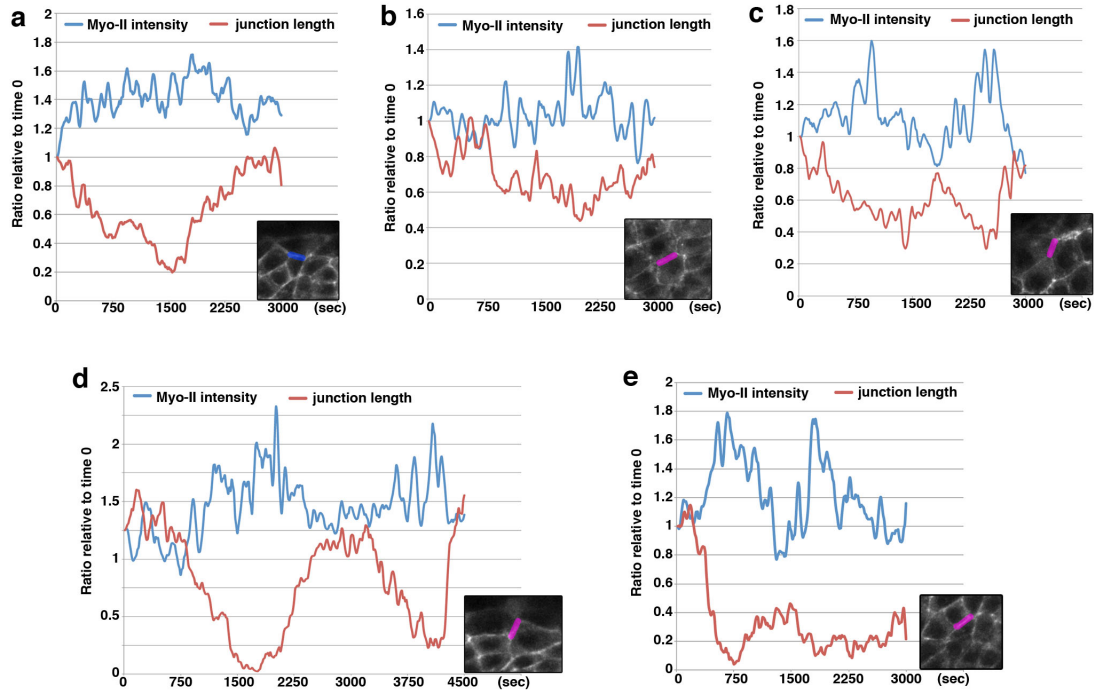 a
Myo-II intensity junction length
Ratio relative to time 0
2
1.8
1.6
1.4
1.2
1
0.8
0.6
0.4
0.2
0
0 750 1500 2250 3000 (sec)
b
Myo-II intensity junction length
Ratio relative to time 0
1.6
1.4
1.2
1
0.8
0.6
0.4
0.2
0
0 750 1500 2250 3000 (sec)
c
Myo-II intensity junction length
Ratio relative to time 0
1.8
1.6
1.4
1.2
1
0.8
0.6
0.4
0.2
0
0 750 1500 2250 3000 (sec)
d
Myo-II intensity junction length
Ratio relative to time 0
2.5
2
1.5
1
0.5
0
0 750 1500 2250 3000 3750 4500 (sec)
e
Myo-II intensity junction length
Ratio relative to time 0
2
1.8
1.6
1.4
1.2
1
0.8
0.6
0.4
0.2
0
0 750 1500 2250 3000 (sec)